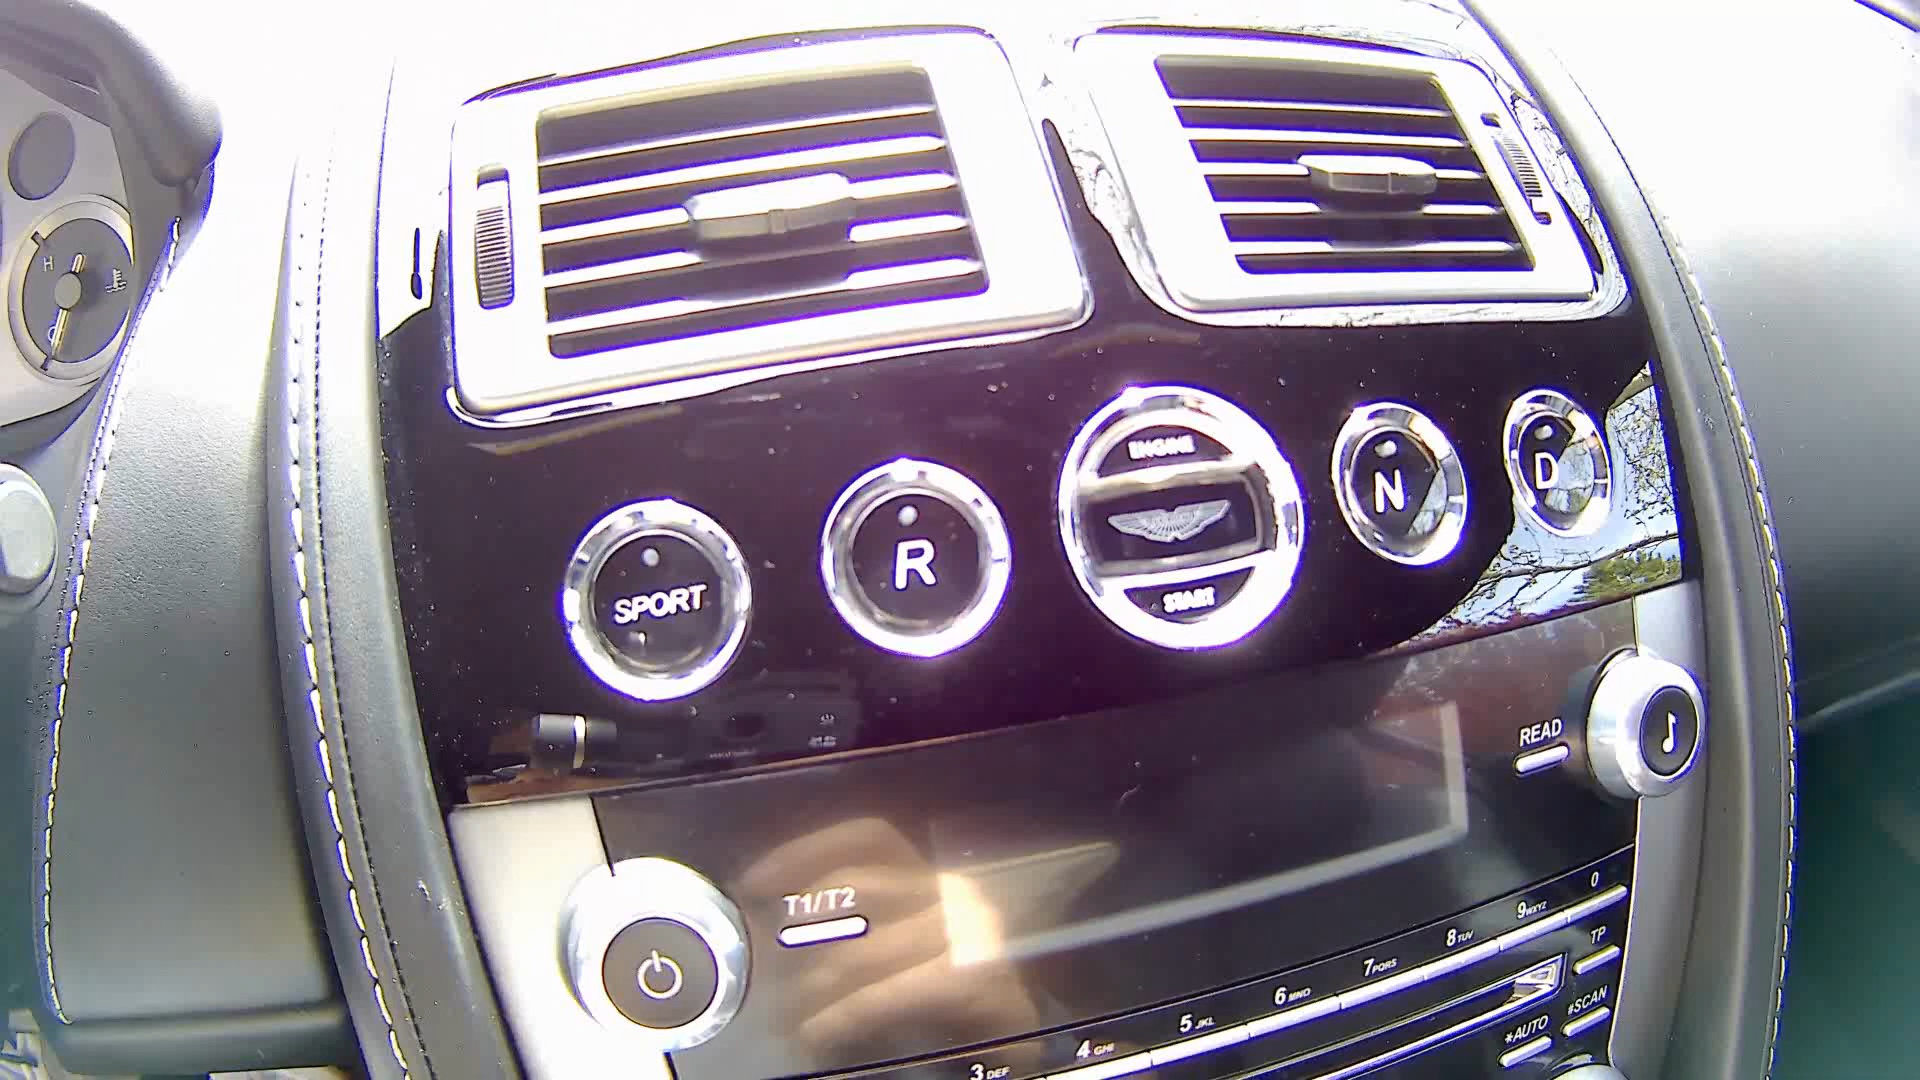 H
C
ENGINE
START
SPORT
R
N
D
READ
T1/T2
0
9WXYZ
8TUV
7PQRS
6MNO
5JKL
4GHI
3DEF
TP
#SCAN
*AUTO